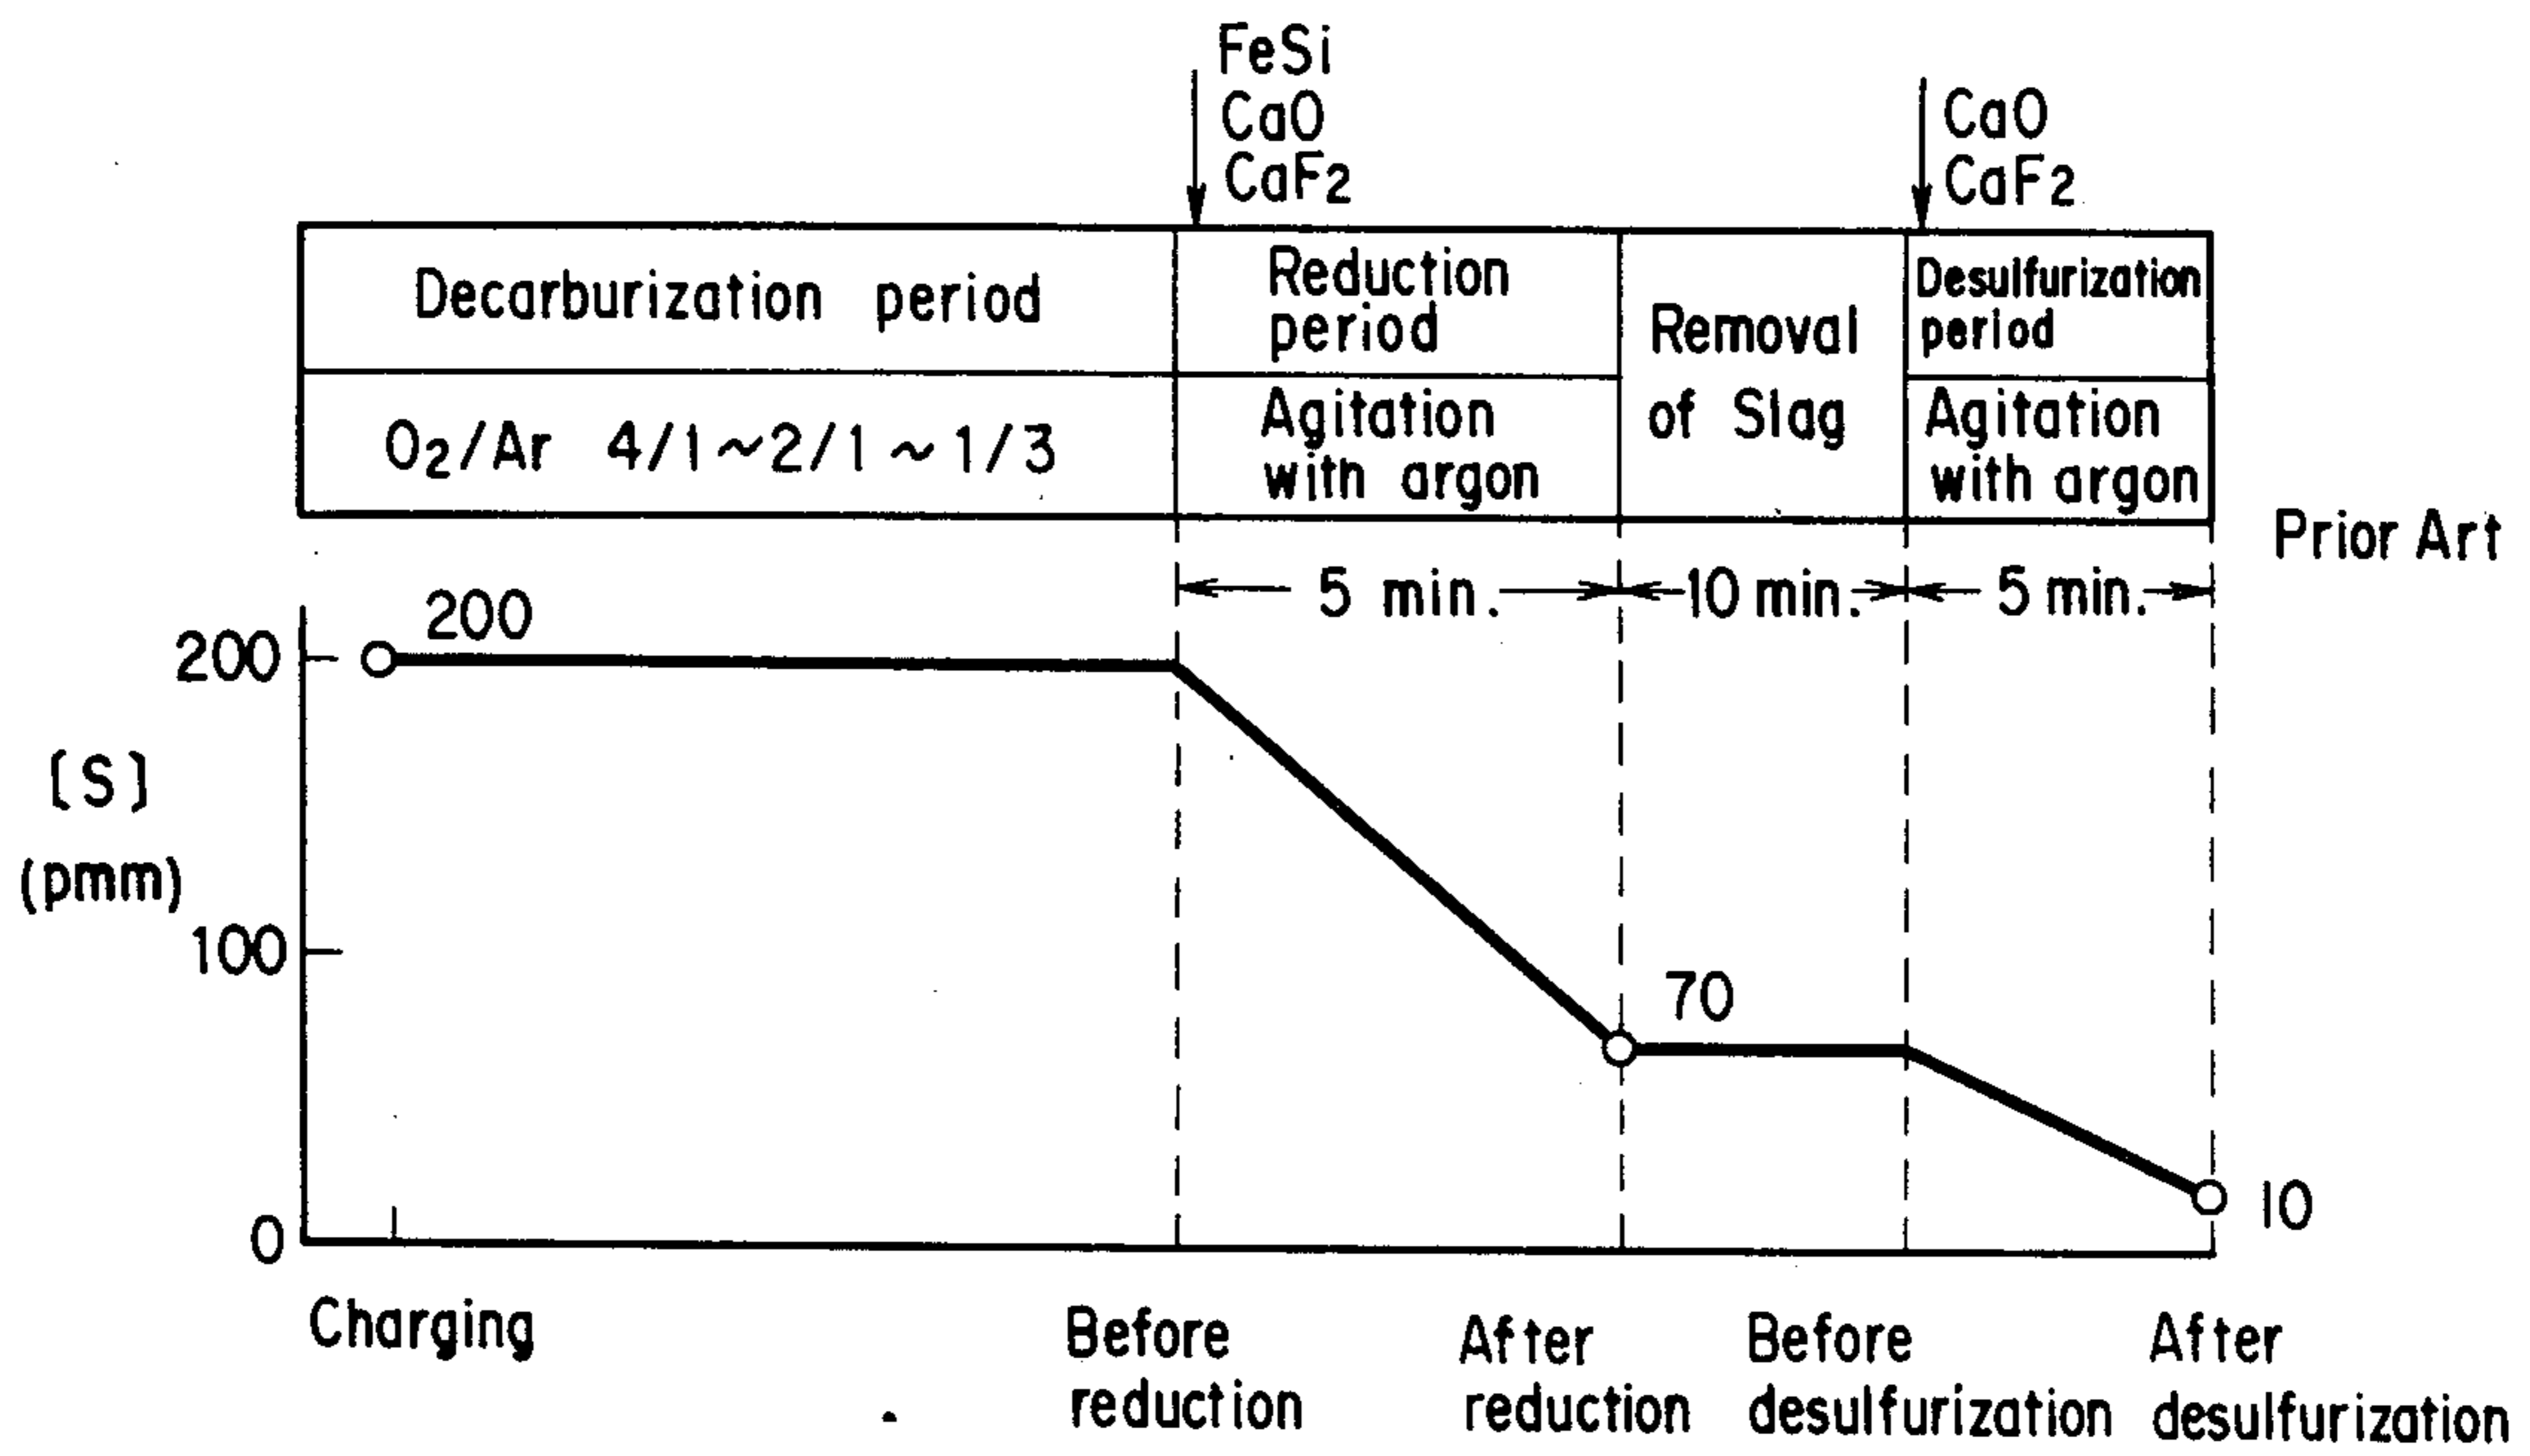 FeSi
CaO
CaF2
CaO
CaF2
Decarburization period
Reduction
period
Removal
of Slag
Desulfurization
period
O2/Ar 4/1~2/1~1/3
Agitation
with argon
Agitation
with argon
Prior Art
5 min.
10 min.
5 min.
200
200
[S]
(pmm)
100
70
0
10
Charging
Before
reduction
After
reduction
Before
desulfurization
After
desulfurization